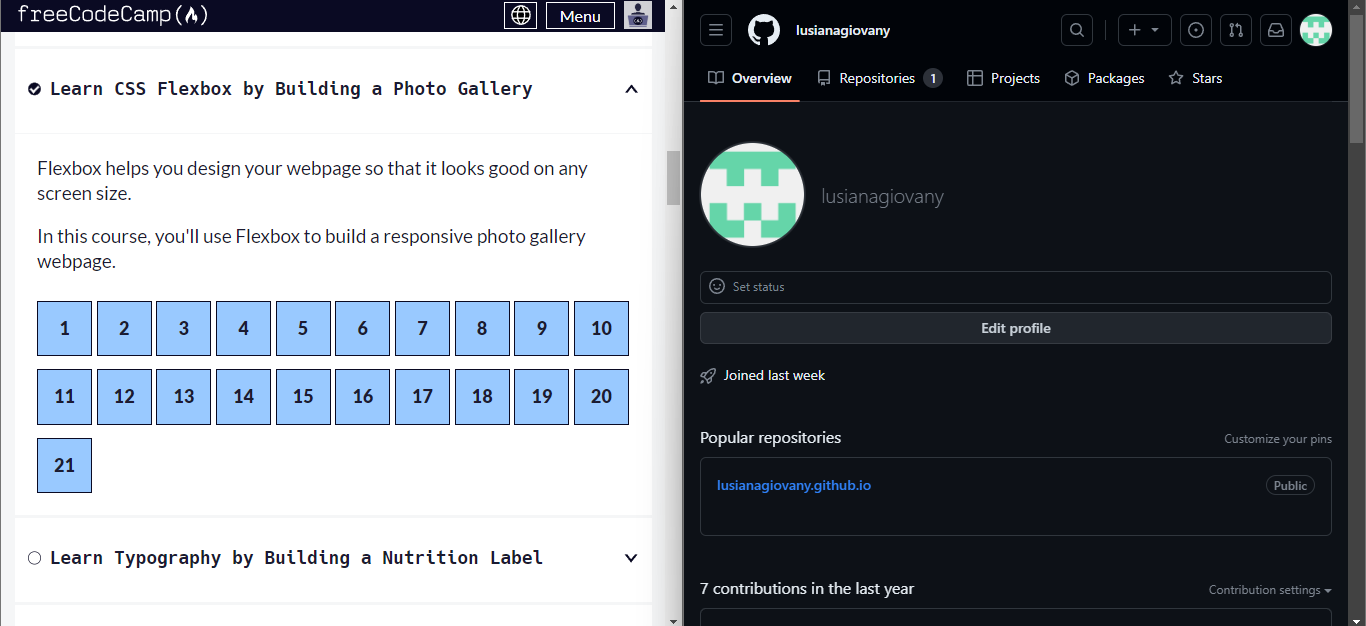 freeCodeCamp(🔥)
Menu
Learn CSS Flexbox by Building a Photo Gallery
Flexbox helps you design your webpage so that it looks good on any
screen size.
In this course, you'll use Flexbox to build a responsive photo gallery
webpage.
1 2 3 4 5 6 7 8 9 10
11 12 13 14 15 16 17 18 19 20
21
Learn Typography by Building a Nutrition Label
lusianagiovany
Overview Repositories 1 Projects Packages Stars
lusianagiovany
Set status
Edit profile
Joined last week
Popular repositories Customize your pins
lusianagiovany.github.io Public
7 contributions in the last year Contribution settings